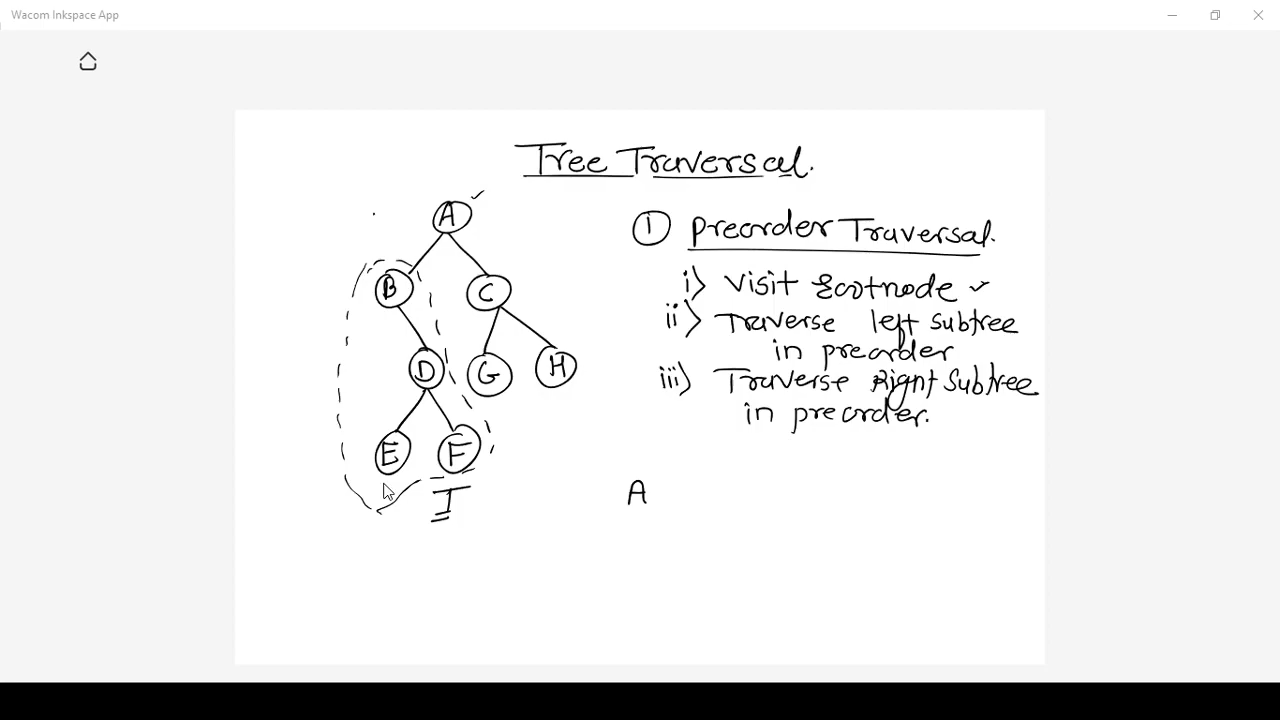 Wacom Inkspace App
Tree Traversal.
A
B
C
D
G
H
E
F
I
① Preorder Traversal.
i) Visit rootnode ✓
ii) Traverse left subtree
in preorder
iii) Traverse Right Subtree
in preorder.
A